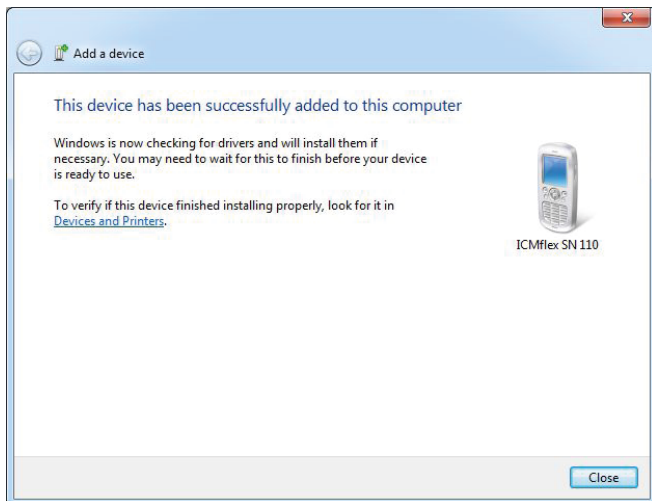 Add a device
This device has been successfully added to this computer
Windows is now checking for drivers and will install them if
necessary. You may need to wait for this to finish before your device
is ready to use.
To verify if this device finished installing properly, look for it in
Devices and Printers.
ICMflex SN 110
Close